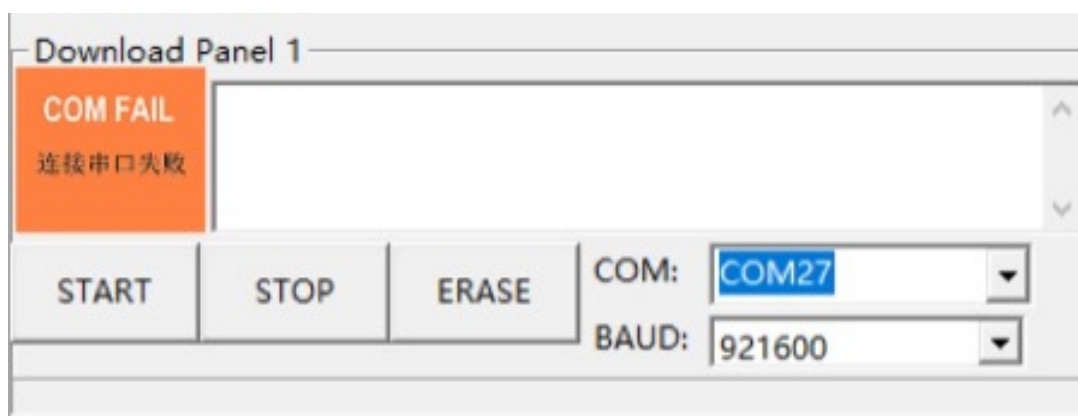 Download Panel 1
COM FAIL
连接串口失败
START
STOP
ERASE
COM:
COM27
BAUD:
921600